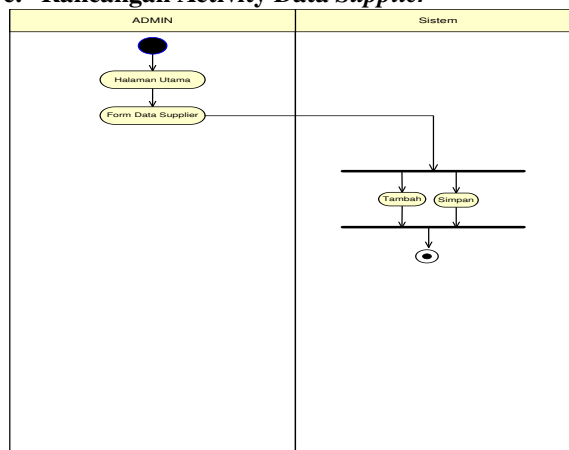 c. Rancangan Activity Data Supplier
ADMIN
Sistem
Halaman Utama
Form Data Supplier
Tambah
Simpan